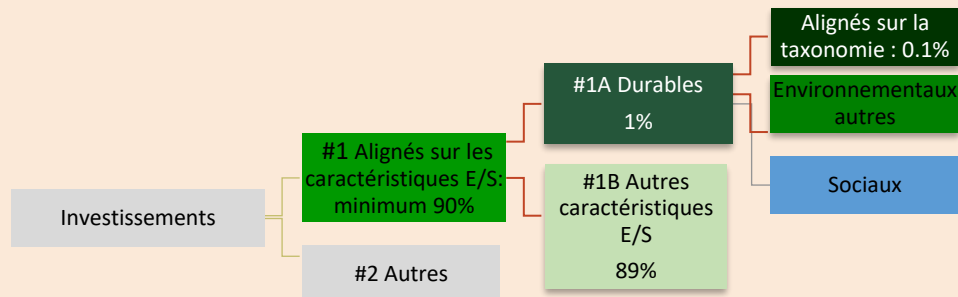 Investissements
#1 Alignés sur les
caractéristiques E/S:
minimum 90%
#2 Autres
#1A Durables
1%
#1B Autres
caractéristiques
E/S
89%
Alignés sur la
taxonomie : 0.1%
Environnementaux
autres
Sociaux